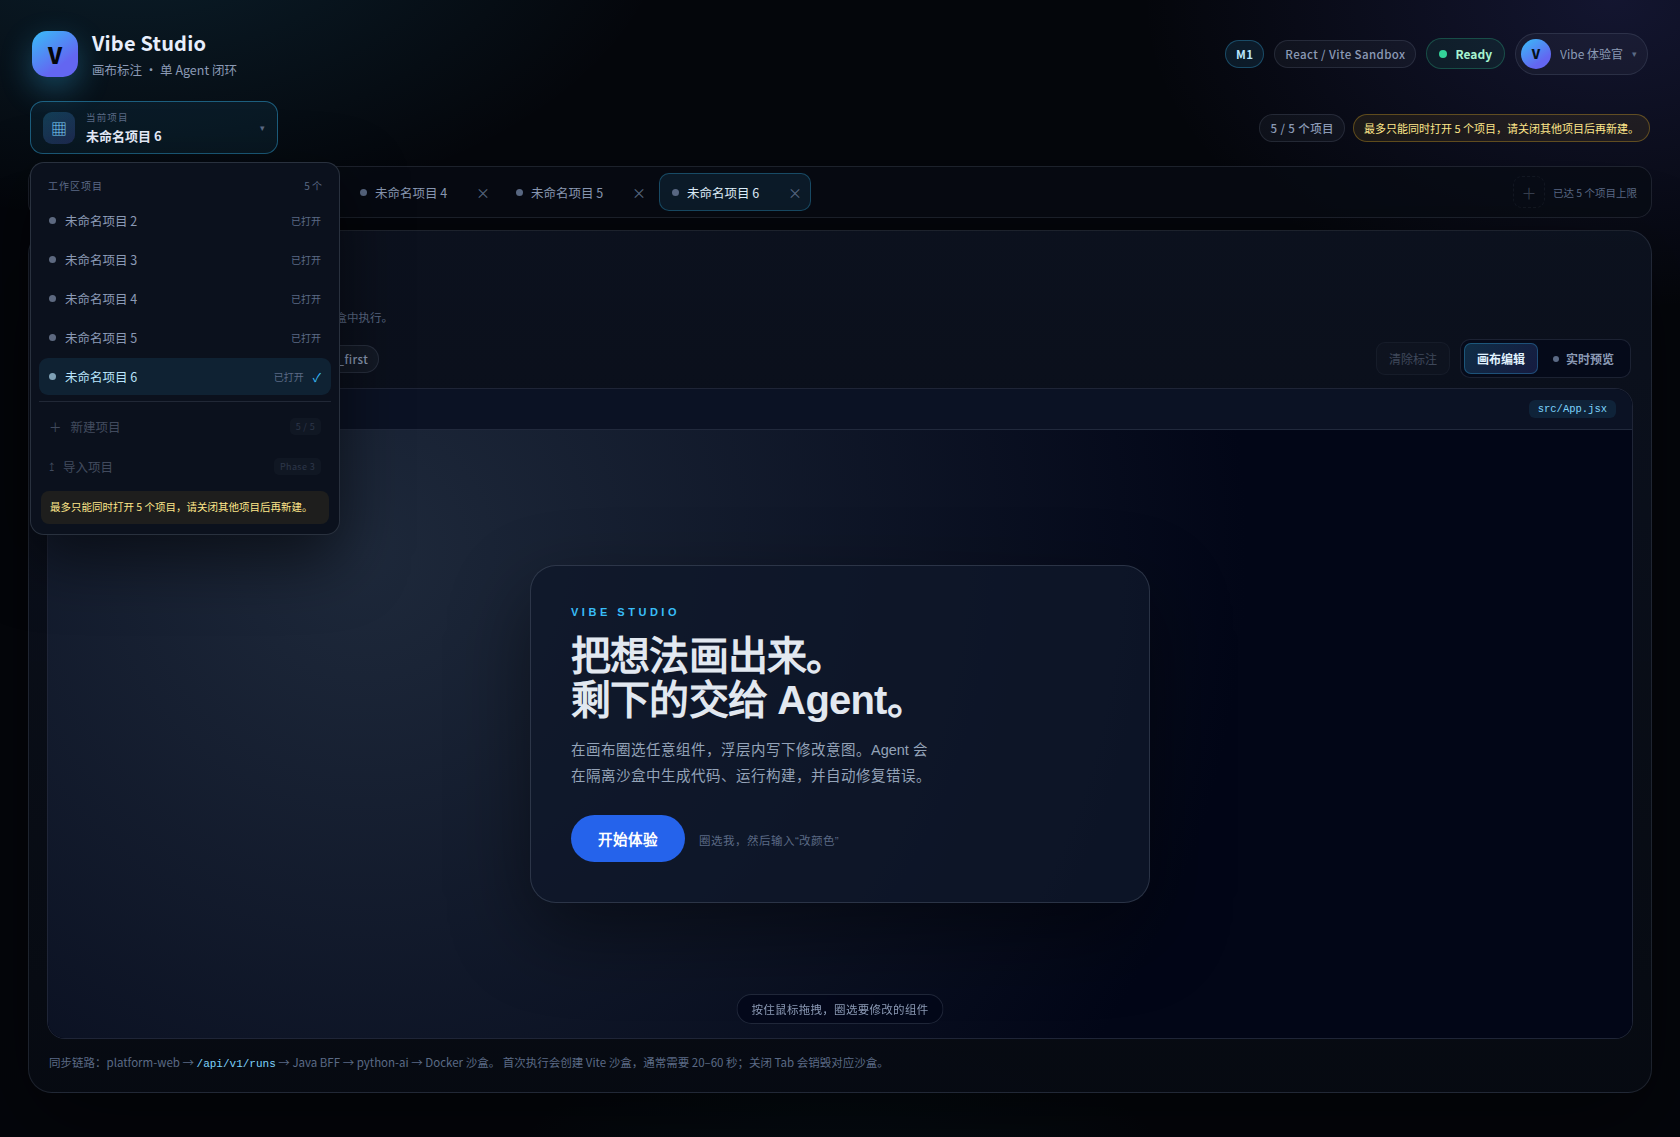 V
Vibe Studio
画布标注 · 单 Agent 闭环
M1
React / Vite Sandbox
Ready
V
Vibe 体验官
当前项目
未命名项目 6
5 / 5 个项目
最多只能同时打开 5 个项目，请关闭其他项目后再新建。
工作区项目
5 个
未命名项目 2
已打开
未命名项目 3
已打开
未命名项目 4
已打开
未命名项目 5
已打开
未命名项目 6
已打开 ✓
＋ 新建项目
5 / 5
↥ 导入项目
Phase 3
最多只能同时打开 5 个项目，请关闭其他项目后再新建。
未命名项目 4 ×
未命名项目 5 ×
未命名项目 6 ×
＋ 已达 5 个项目上限
盒中执行。
_first
清除标注
画布编辑
实时预览
src/App.jsx
VIBE STUDIO
把想法画出来。
剩下的交给 Agent。
在画布圈选任意组件，浮层内写下修改意图。Agent 会
在隔离沙盒中生成代码、运行构建，并自动修复错误。
开始体验
圈选我，然后输入"改颜色"
按住鼠标拖拽，圈选要修改的组件
同步链路：platform-web → /api/v1/runs → Java BFF → python-ai → Docker 沙盒。 首次执行会创建 Vite 沙盒，通常需要 20–60 秒；关闭 Tab 会销毁对应沙盒。